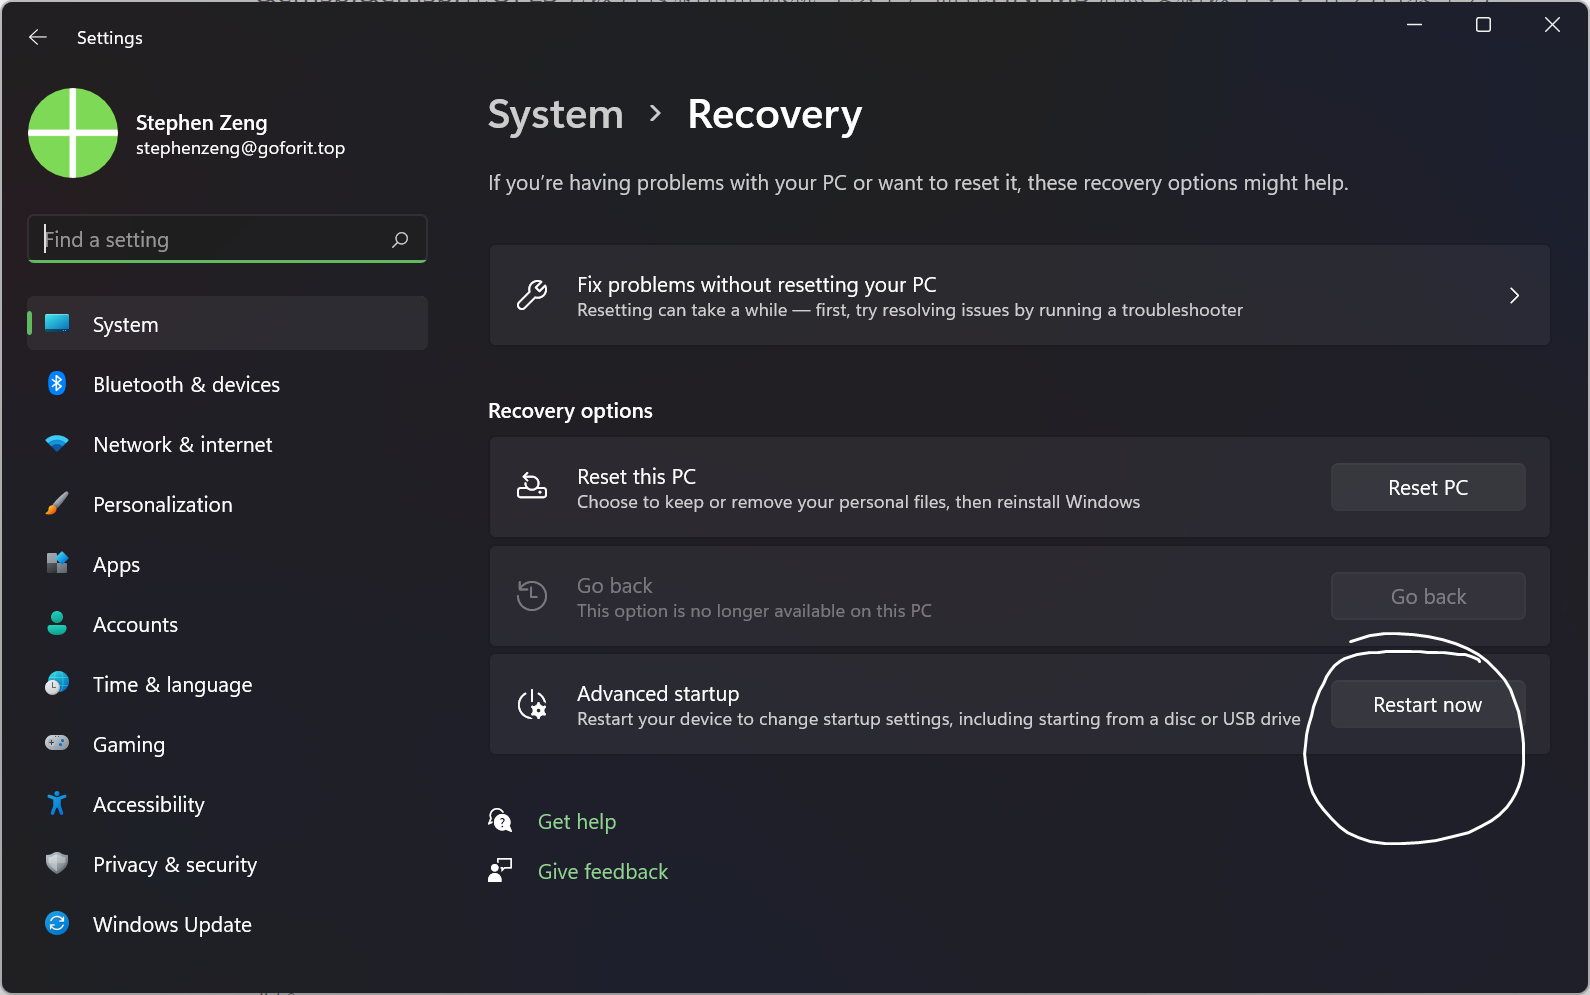 Settings
Stephen Zeng
stephenzeng@goforit.top
Find a setting
System
Bluetooth & devices
Network & internet
Personalization
Apps
Accounts
Time & language
Gaming
Accessibility
Privacy & security
Windows Update
System > Recovery
If you’re having problems with your PC or want to reset it, these recovery options might help.
Fix problems without resetting your PC
Resetting can take a while — first, try resolving issues by running a troubleshooter
Recovery options
Reset this PC
Choose to keep or remove your personal files, then reinstall Windows
Reset PC
Go back
This option is no longer available on this PC
Go back
Advanced startup
Restart your device to change startup settings, including starting from a disc or USB drive
Restart now
Get help
Give feedback